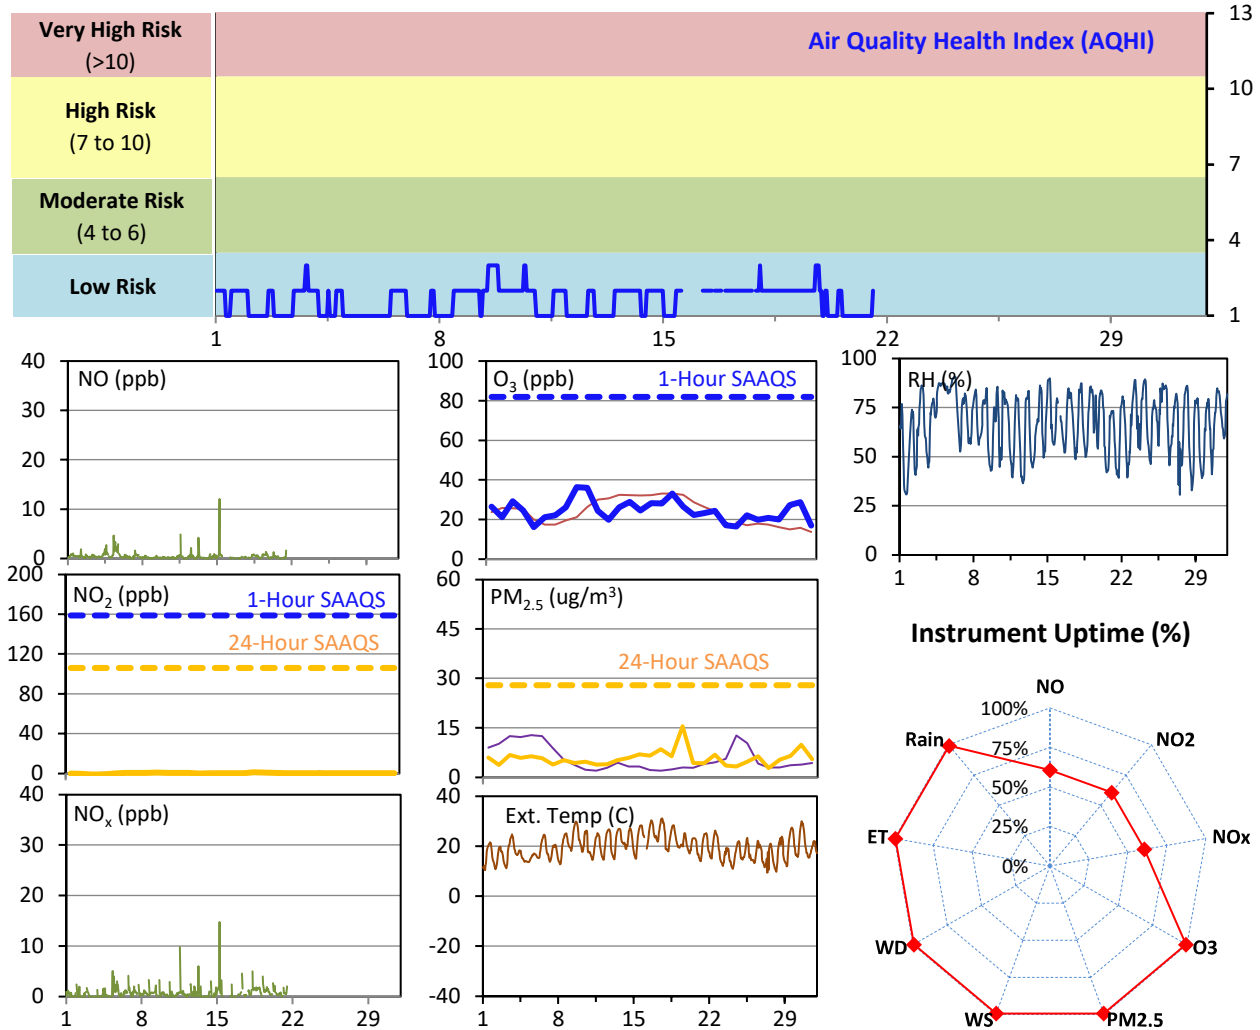 Very High Risk
(>10)
High Risk
(7 to 10)
Moderate Risk
(4 to 6)
Low Risk
Air Quality Health Index (AQHI)
13
10
7
4
1
1 8 15 22 29
NO (ppb)
40
30
20
10
0
O3 (ppb)
1-Hour SAAQS
100
80
60
40
20
0
RH (%)
100
75
50
25
0
1 8 15 22 29
NO2 (ppb)
1-Hour SAAQS
24-Hour SAAQS
200
160
120
80
40
0
PM2.5 (ug/m³)
24-Hour SAAQS
60
45
30
15
0
NOx (ppb)
40
30
20
10
0
1 8 15 22 29
Ext. Temp (C)
40
20
0
-20
-40
1 8 15 22 29
Instrument Uptime (%)
NO
NO2
NOx
O3
PM2.5
WS
WD
ET
Rain
100%
75%
50%
25%
0%